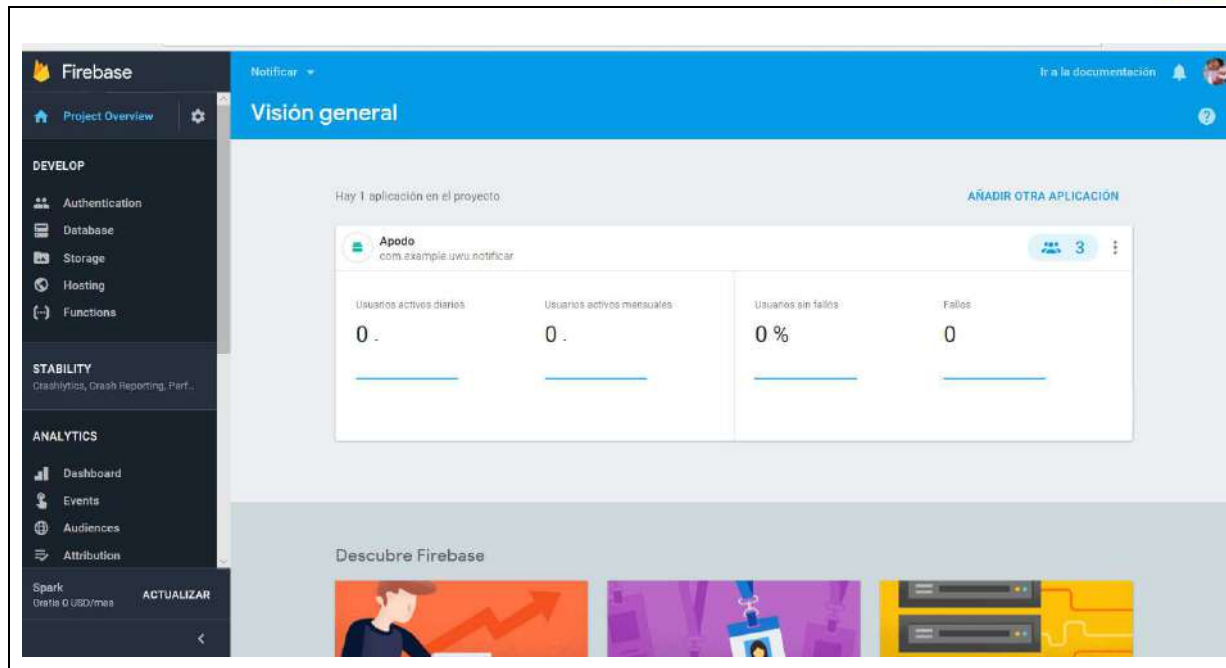 Firebase
Project Overview
DEVELOP
Authentication
Database
Storage
Hosting
Functions
STABILITY
Crashlytics, Crash Reporting, Perf..
ANALYTICS
Dashboard
Events
Audiences
Attribution
Spark
Gratis 0 USD/mes
ACTUALIZAR
Notificar
Ir a la documentación
Visión general
Hay 1 aplicación en el proyecto
AÑADIR OTRA APLICACIÓN
Apodo
com.example.uwu.notificar
3
Usuarios activos diarios
0 .
Usuarios activos mensuales
0 .
Usuarios sin fallos
0 %
Fallos
0
Descubre Firebase